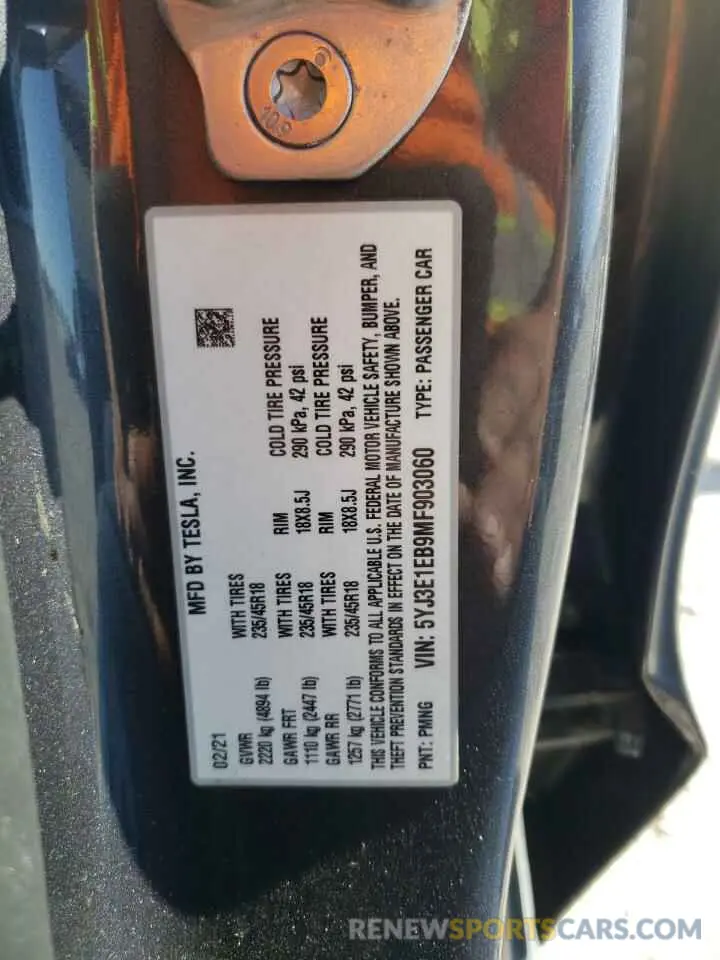 10.9
MFD BY TESLA, INC.
02/21
GVWR WITH TIRES
2220 kg (4894 lb) 235/45R18
GAWR FRT WITH TIRES RIM COLD TIRE PRESSURE
1110 kg (2447 lb) 235/45R18 18X8.5J 290 kPa, 42 psi
GAWR RR WITH TIRES RIM COLD TIRE PRESSURE
1257 kg (2771 lb) 235/45R18 18X8.5J 290 kPa, 42 psi
THIS VEHICLE CONFORMS TO ALL APPLICABLE U.S. FEDERAL MOTOR VEHICLE SAFETY, BUMPER, AND
THEFT PREVENTION STANDARDS IN EFFECT ON THE DATE OF MANUFACTURE SHOWN ABOVE.
PNT: PMNG VIN: 5YJ3E1EB9MF903060 TYPE: PASSENGER CAR
RENEWSPORTSCARS.COM